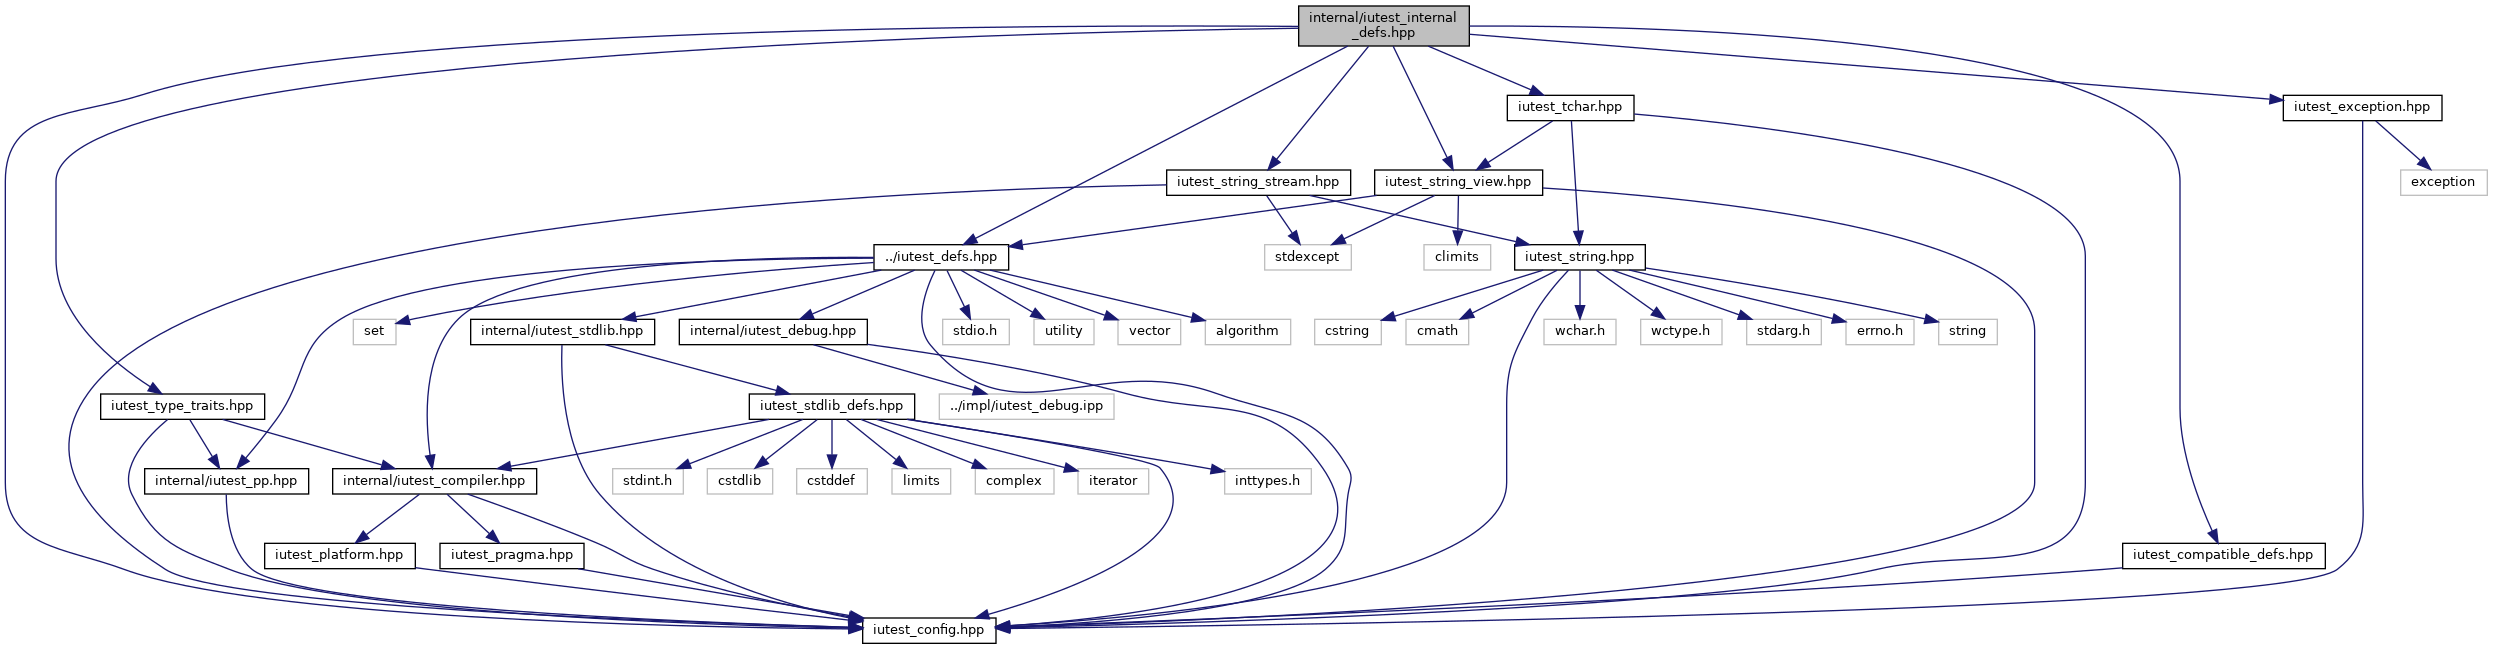 internal/iutest_internal
_defs.hpp
iutest_tchar.hpp
iutest_exception.hpp
iutest_string_stream.hpp
iutest_string_view.hpp
exception
../iutest_defs.hpp
stdexcept
climits
iutest_string.hpp
set
internal/iutest_stdlib.hpp
internal/iutest_debug.hpp
stdio.h
utility
vector
algorithm
cstring
cmath
wchar.h
wctype.h
stdarg.h
errno.h
string
iutest_type_traits.hpp
iutest_stdlib_defs.hpp
../impl/iutest_debug.ipp
internal/iutest_pp.hpp
internal/iutest_compiler.hpp
stdint.h
cstdlib
cstddef
limits
complex
iterator
inttypes.h
iutest_platform.hpp
iutest_pragma.hpp
iutest_compatible_defs.hpp
iutest_config.hpp